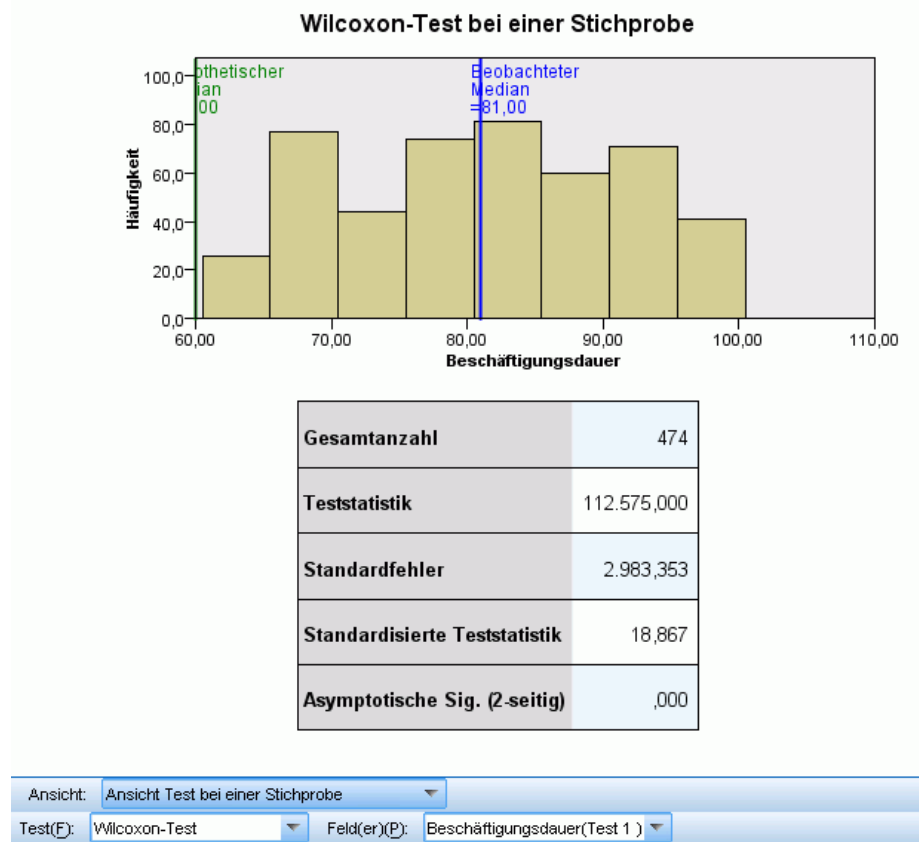 Wilcoxon-Test bei einer Stichprobe
othetischer
ian
00
Beobachteter
Median
=81,00
100,0
80,0
60,0
40,0
20,0
0,0
Häufigkeit
60,00 70,00 80,00 90,00 100,00 110,00
Beschäftigungsdauer
Gesamtanzahl 474
Teststatistik 112.575,000
Standardfehler 2.983,353
Standardisierte Teststatistik 18,867
Asymptotische Sig. (2-seitig) ,000
Ansicht: Ansicht Test bei einer Stichprobe
Test(F): Wilcoxon-Test Feld(er)(P): Beschäftigungsdauer(Test 1 )